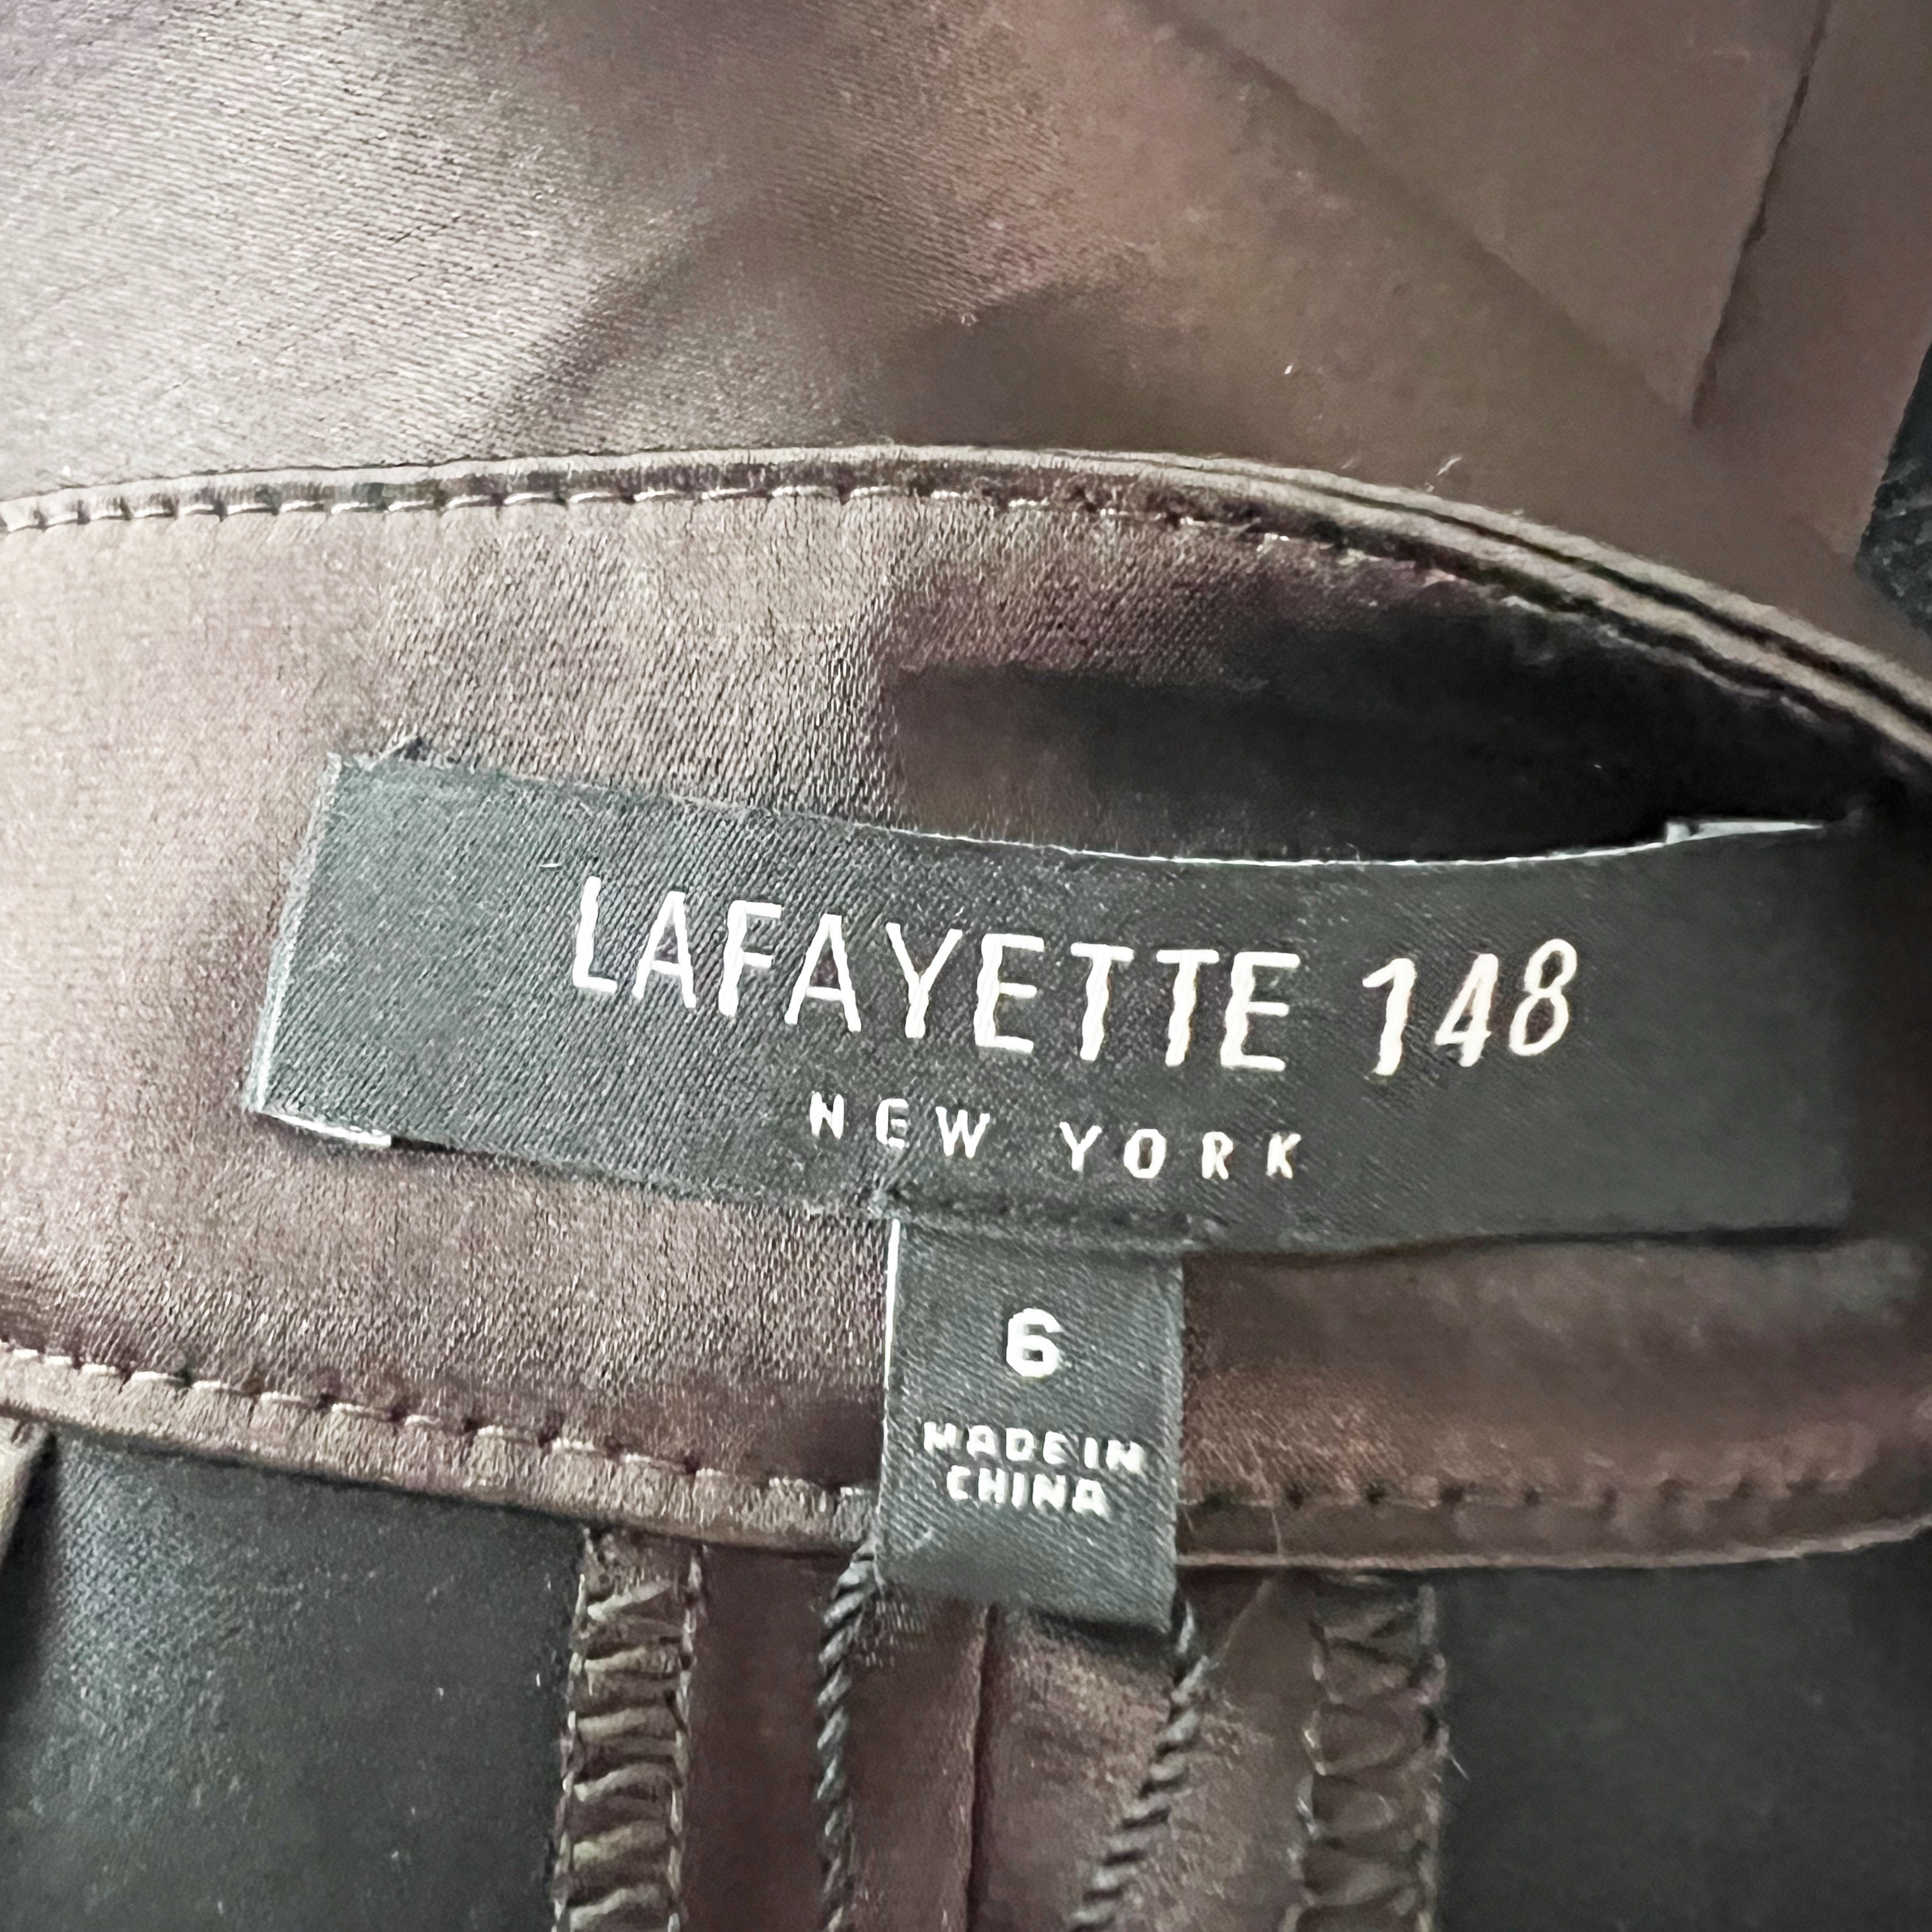 LAFAYETTE 148
NEW YORK
6
MADE IN
CHINA